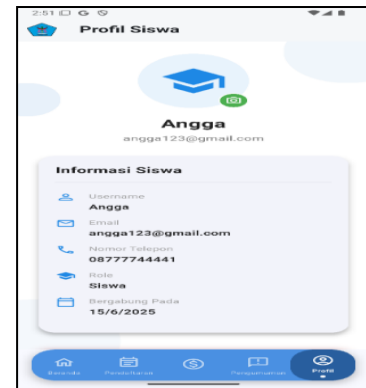 2:51
Profil Siswa
Angga
angga123@gmail.com
Informasi Siswa
Username
Angga
Email
angga123@gmail.com
Nomor Telepon
08777744441
Role
Siswa
Bergabung Pada
15/6/2025
Beranda
Pendaftaran
Pengumuman
Profil